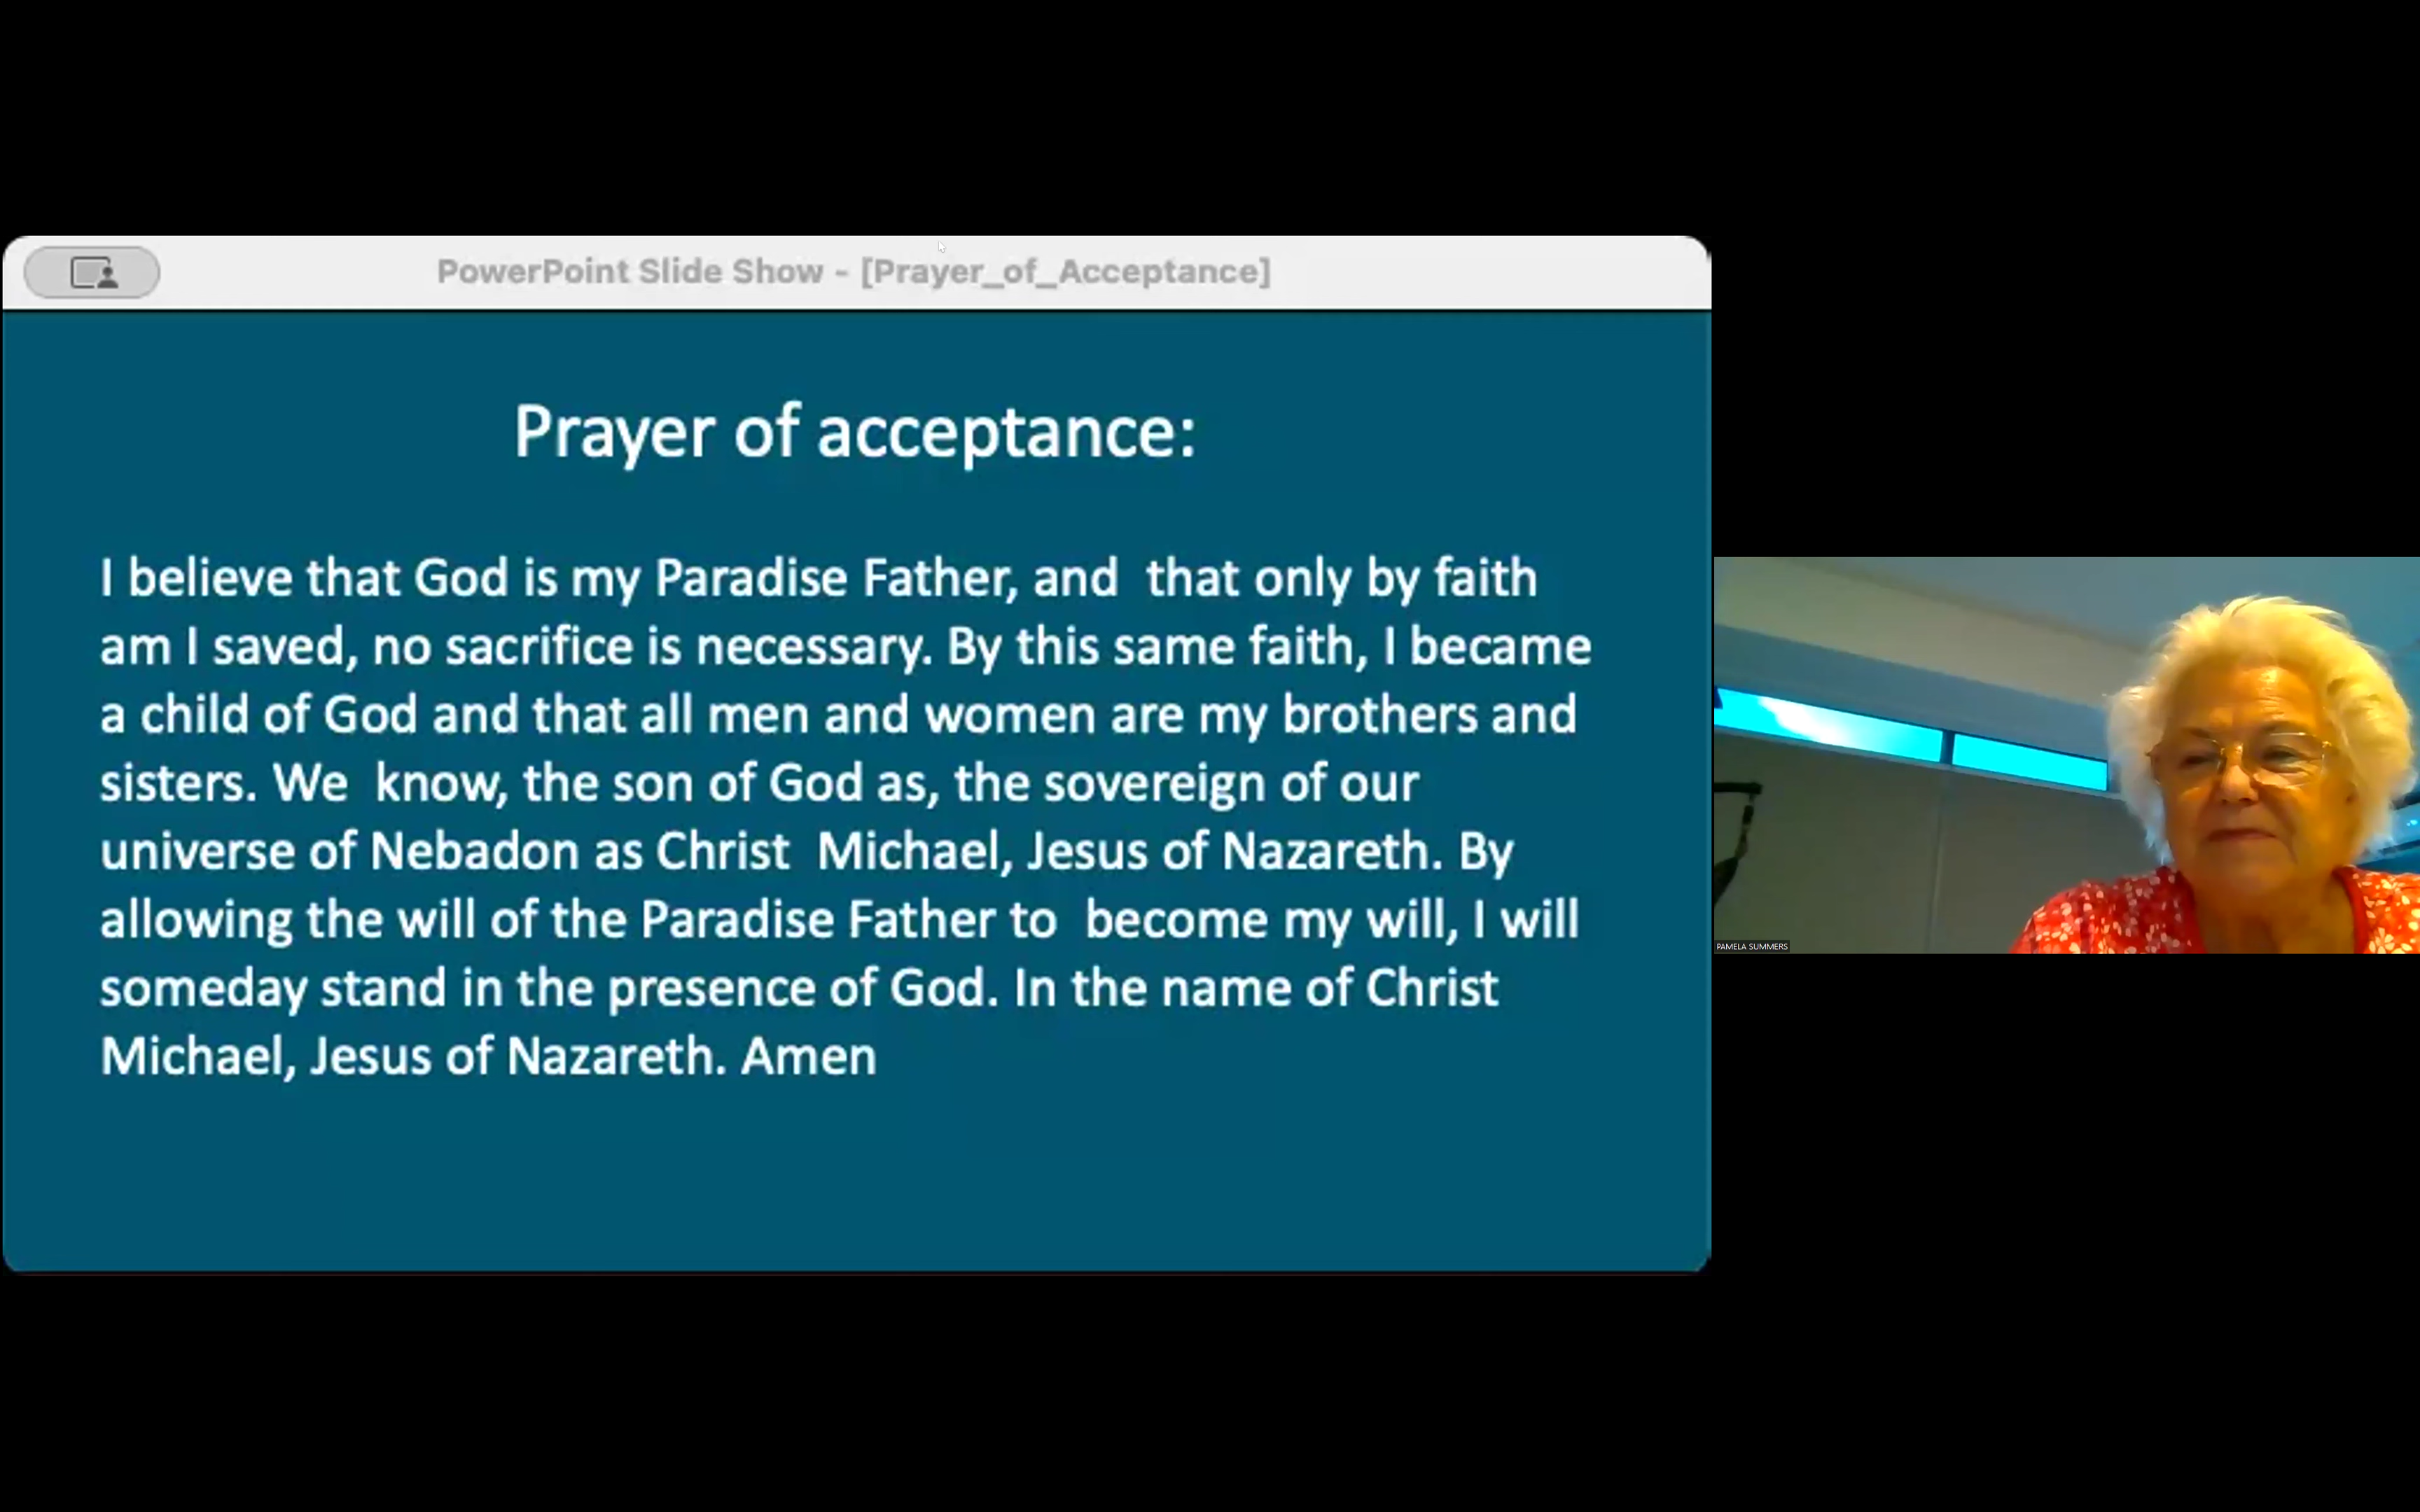 PowerPoint Slide Show - [Prayer_of_Acceptance]
Prayer of acceptance:
I believe that God is my Paradise Father, and  that only by faith
am I saved, no sacrifice is necessary. By this same faith, I became
a child of God and that all men and women are my brothers and
sisters. We  know, the son of God as, the sovereign of our
universe of Nebadon as Christ  Michael, Jesus of Nazareth. By
allowing the will of the Paradise Father to  become my will, I will
someday stand in the presence of God. In the name of Christ
Michael, Jesus of Nazareth. Amen
PAMELA SUMMERS